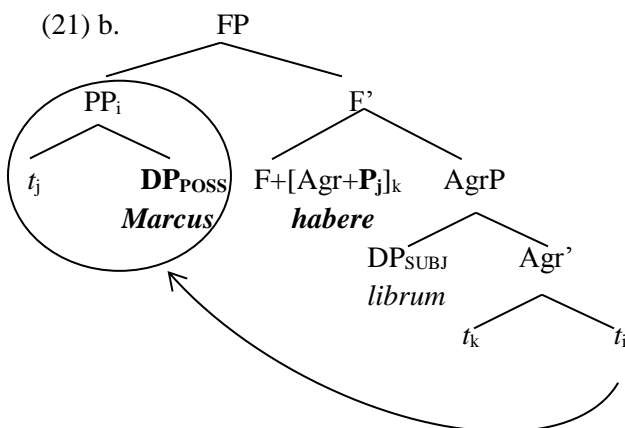 (21) b. FP
PPi F'
tj DPPOSS F+[Agr+Pj]k AgrP
Marcus habere
DPSUBJ Agr'
librum
tk ti